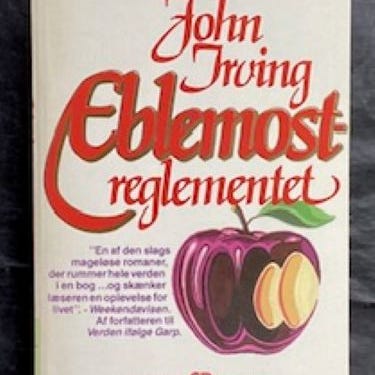 John
Irving
Æblemost-
reglementet
"En af den slags
mageløse romaner,
der rummer hele verden
i en bog ...og skænker
læseren en oplevelse for
livet". - Weekendavisen.
Af forfatteren til
Verden ifølge Garp.